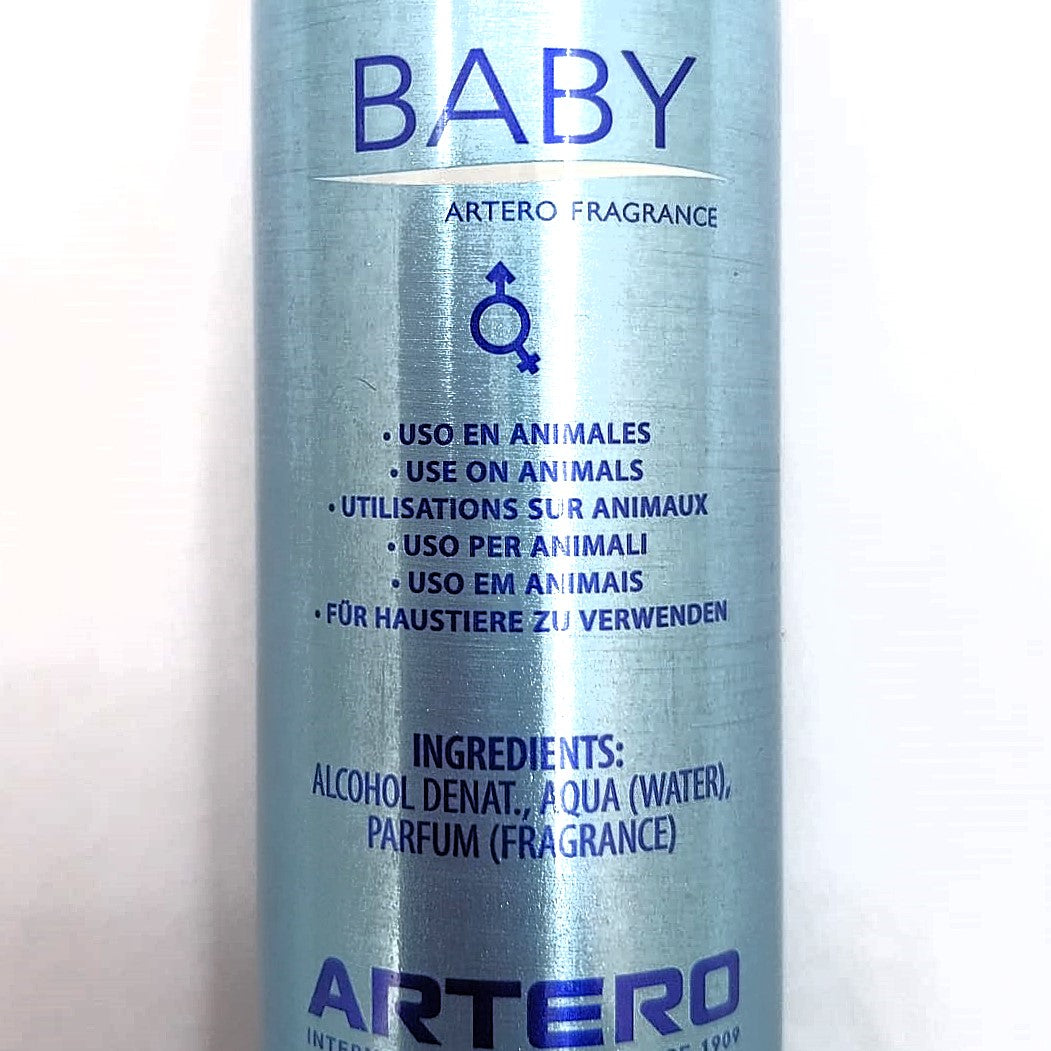 BABY
ARTERO FRAGRANCE
• USO EN ANIMALES
• USE ON ANIMALS
• UTILISATIONS SUR ANIMAUX
• USO PER ANIMALI
• USO EM ANIMAIS
• FÜR HAUSTIERE ZU VERWENDEN
INGREDIENTS:
ALCOHOL DENAT., AQUA (WATER),
PARFUM (FRAGRANCE)
ARTERO
1909